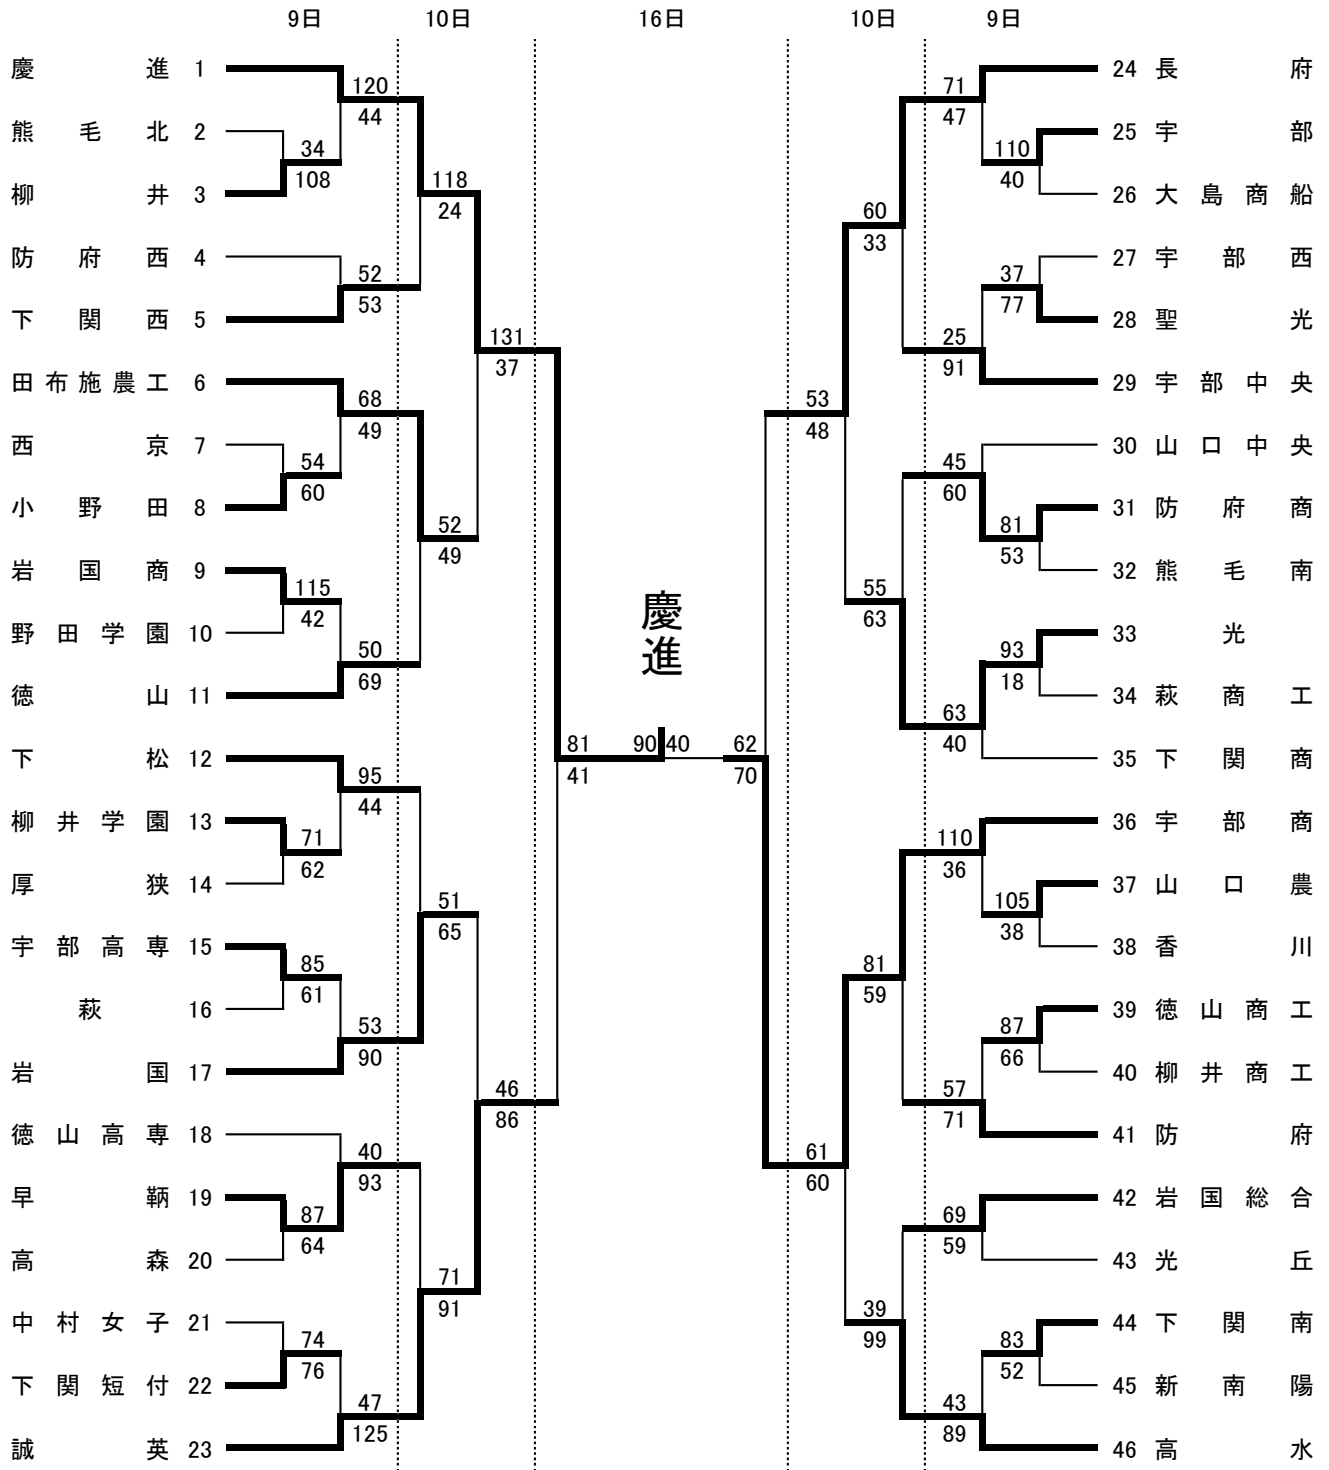 9日 10日 16日 10日 9日
慶進 1
120
44
熊毛北 2
34
108
柳井 3
118
24
防府西 4
52
53
下関西 5
131
37
田布施農工 6
68
49
西京 7
54
60
小野田 8
52
49
岩国商 9
115
42
野田学園 10
50
69
徳山 11
下松 12
95
44
柳井学園 13
71
62
厚狭 14
51
65
宇部高専 15
85
61
萩 16
53
90
岩国 17
46
86
徳山高専 18
40
93
早鞆 19
87
64
高森 20
71
91
中村女子 21
74
76
下関短付 22
47
125
誠英 23
慶進
81 90 40 62
41 70
24 長府
71
47
25 宇部
110
40
26 大島商船
60
33
27 宇部西
37
77
28 聖光
25
91
29 宇部中央
53
48
30 山口中央
45
60
31 防府商
81
53
32 熊毛南
55
63
33 光
93
18
34 萩商工
63
40
35 下関商
36 宇部商
110
36
37 山口農
105
38
38 香川
81
59
39 徳山商工
87
66
40 柳井商工
57
71
41 防府
61
60
42 岩国総合
69
59
43 光丘
39
99
44 下関南
83
52
45 新南陽
43
89
46 高水